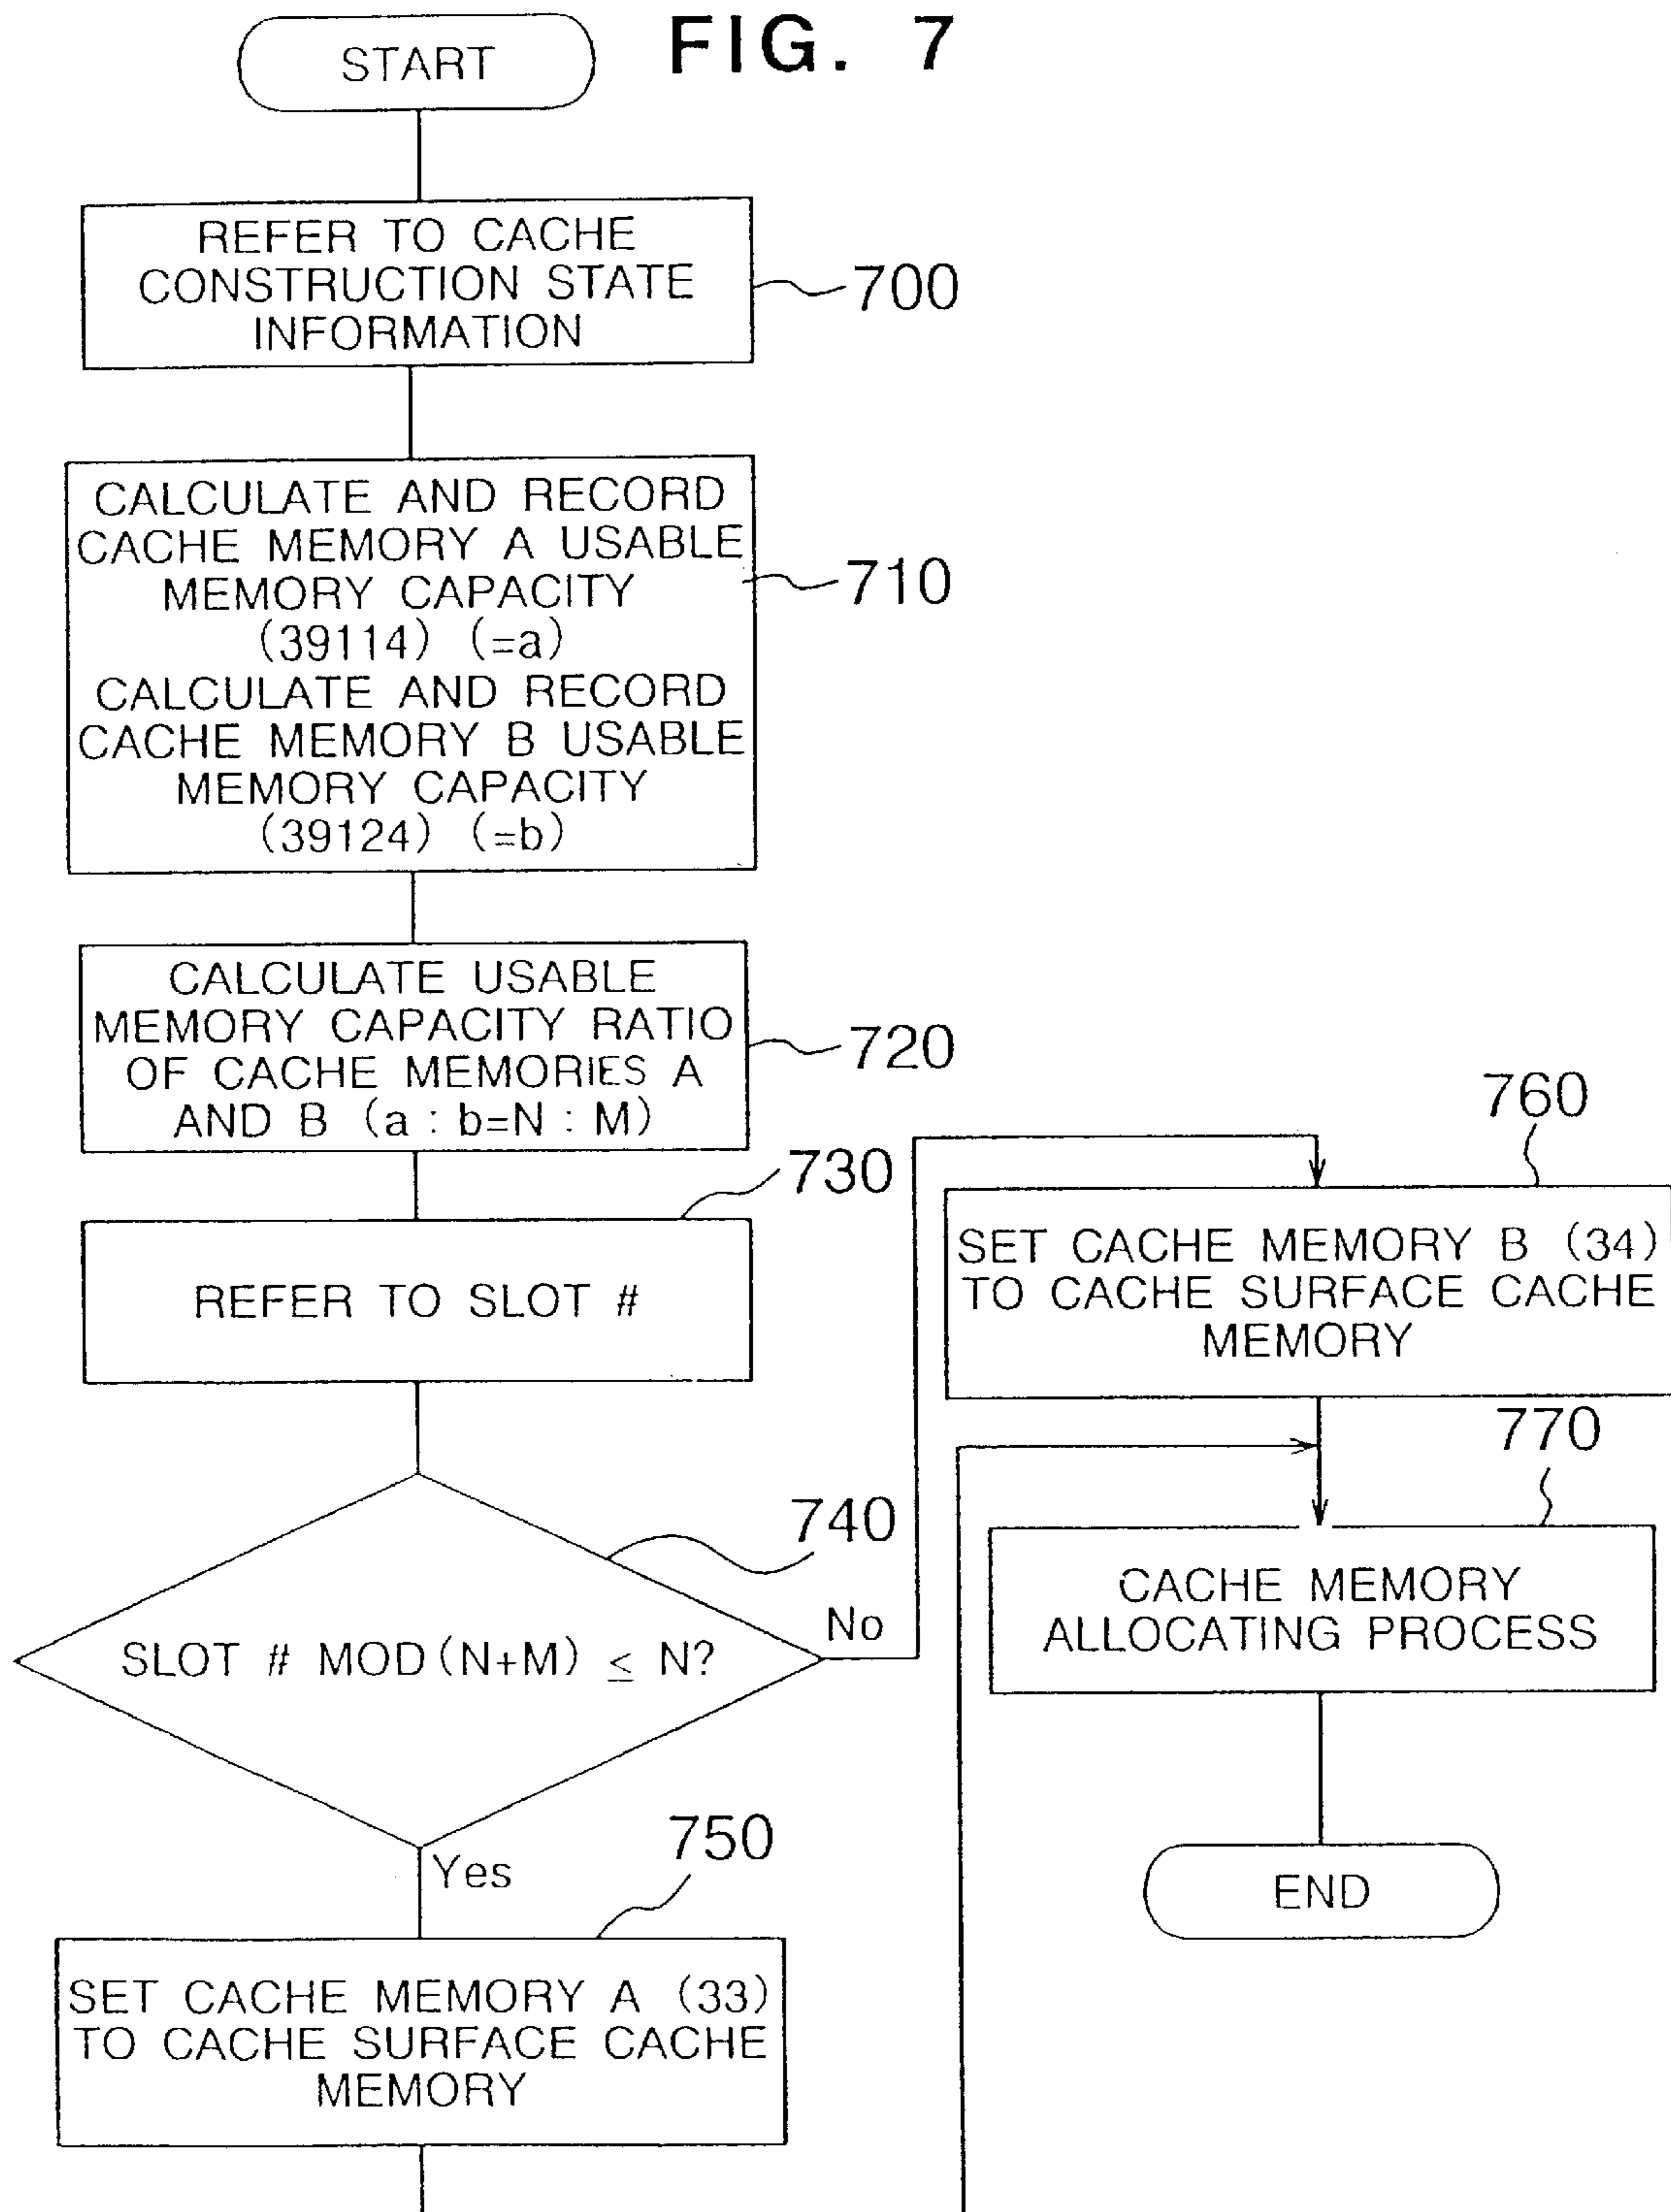 FIG. 7
START
REFER TO CACHE
CONSTRUCTION STATE
INFORMATION
700
CALCULATE AND RECORD
CACHE MEMORY A USABLE
MEMORY CAPACITY
(39114) (=a)
CALCULATE AND RECORD
CACHE MEMORY B USABLE
MEMORY CAPACITY
(39124) (=b)
710
CALCULATE USABLE
MEMORY CAPACITY RATIO
OF CACHE MEMORIES A
AND B (a : b=N : M)
720
730
REFER TO SLOT #
740
SLOT # MOD(N+M) ≤ N?
No
Yes
750
SET CACHE MEMORY A (33)
TO CACHE SURFACE CACHE
MEMORY
760
SET CACHE MEMORY B (34)
TO CACHE SURFACE CACHE
MEMORY
770
CACHE MEMORY
ALLOCATING PROCESS
END